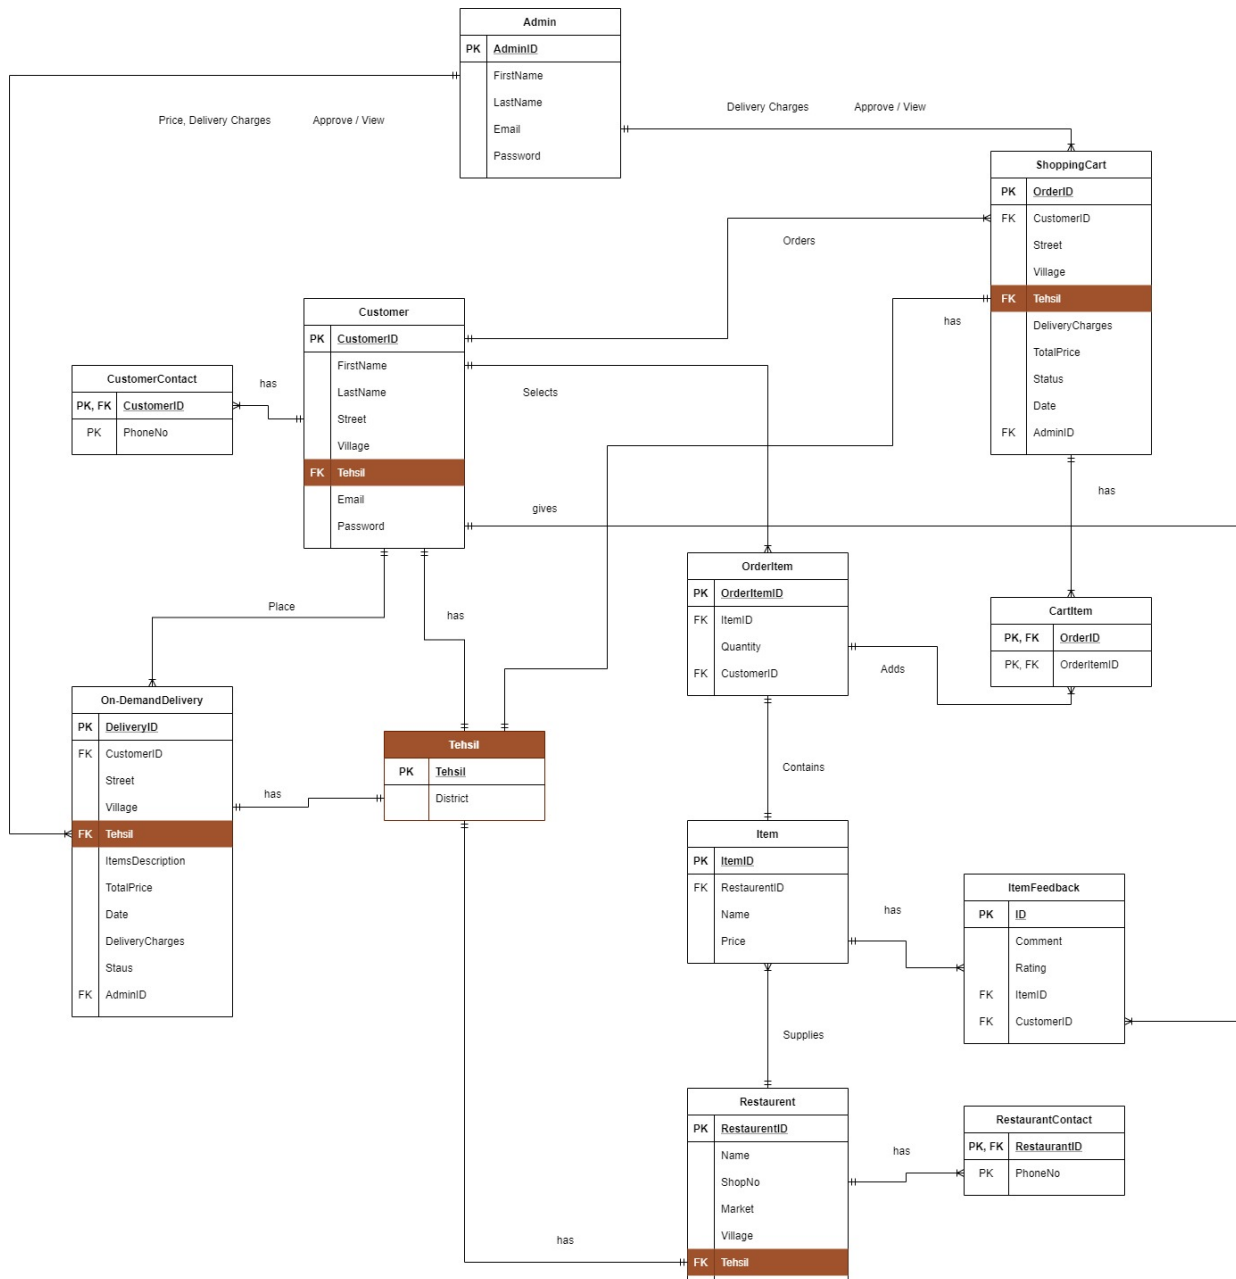 Admin
PK AdminID
FirstName
LastName
Email
Password
Price, Delivery Charges Approve / View
Delivery Charges Approve / View
ShoppingCart
PK OrderID
FK CustomerID
Street
Village
FK Tehsil
DeliveryCharges
TotalPrice
Status
Date
FK AdminID
Orders
has
Customer
PK CustomerID
FirstName
LastName
Street
Village
FK Tehsil
Email
Password
Selects
gives
CustomerContact
PK, FK CustomerID
PK PhoneNo
has
has
OrderItem
PK OrderItemID
FK ItemID
Quantity
FK CustomerID
CartItem
PK, FK OrderID
PK, FK OrderItemID
Adds
Place
has
On-DemandDelivery
PK DeliveryID
FK CustomerID
Street
Village
FK Tehsil
ItemsDescription
TotalPrice
Date
DeliveryCharges
Staus
FK AdminID
has
Tehsil
PK Tehsil
District
Contains
Item
PK ItemID
FK RestaurentID
Name
Price
has
ItemFeedback
PK ID
Comment
Rating
FK ItemID
FK CustomerID
Supplies
Restaurent
PK RestaurentID
Name
ShopNo
Market
Village
FK Tehsil
has
has
RestaurantContact
PK, FK RestaurantID
PK PhoneNo